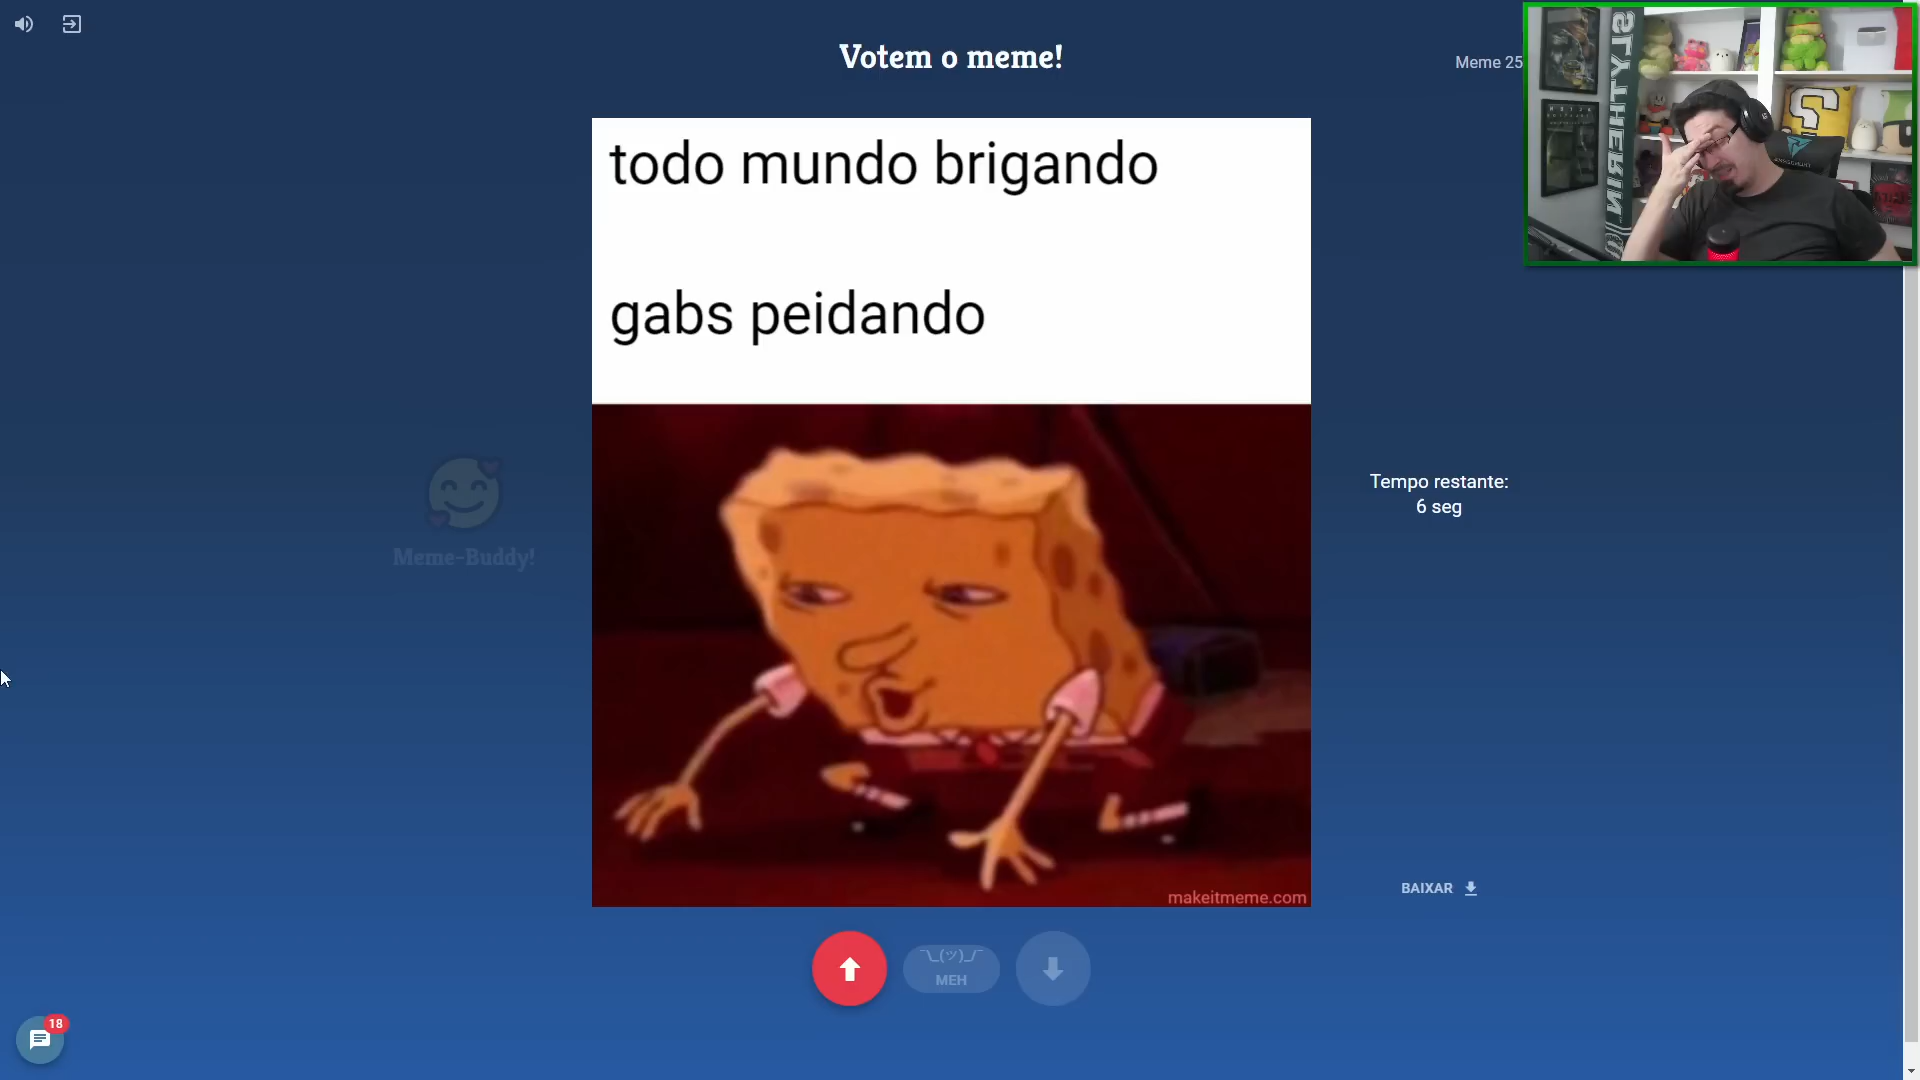 Votem o meme!
Meme 25
SLYTHERIN
todo mundo brigando
gabs peidando
Meme-Buddy!
Tempo restante:
6 seg
makeitmeme.com
BAIXAR
¯\_(ツ)_/¯
MEH
18